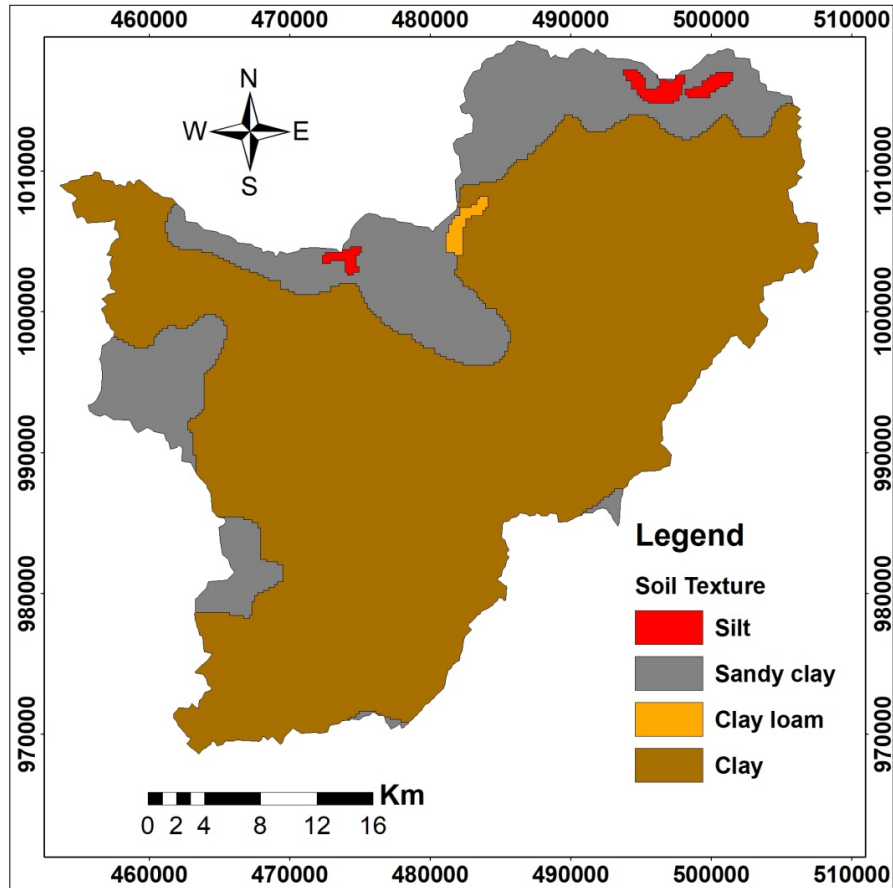 460000 470000 480000 490000 500000 510000
N
W E
S
1010000 1010000
1000000 1000000
990000 990000
980000 980000
970000 970000
Legend
Soil Texture
Silt
Sandy clay
Clay loam
Clay
Km
0 2 4 8 12 16
460000 470000 480000 490000 500000 510000